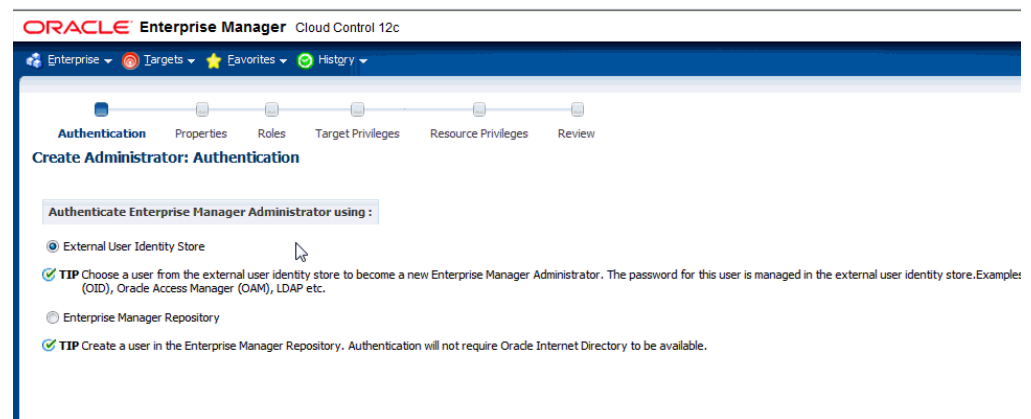 ORACLE Enterprise Manager Cloud Control 12c
Enterprise Targets Favorites History
Authentication Properties Roles Target Privileges Resource Privileges Review
Create Administrator: Authentication
Authenticate Enterprise Manager Administrator using :
External User Identity Store
TIP Choose a user from the external user identity store to become a new Enterprise Manager Administrator. The password for this user is managed in the external user identity store.Examples
(OID), Oracle Access Manager (OAM), LDAP etc.
Enterprise Manager Repository
TIP Create a user in the Enterprise Manager Repository. Authentication will not require Oracle Internet Directory to be available.